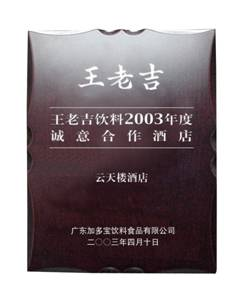 王老吉
王老吉饮料2003年度
诚意合作酒店
云天楼酒店
广东加多宝饮料食品有限公司
二〇〇三年四月十日